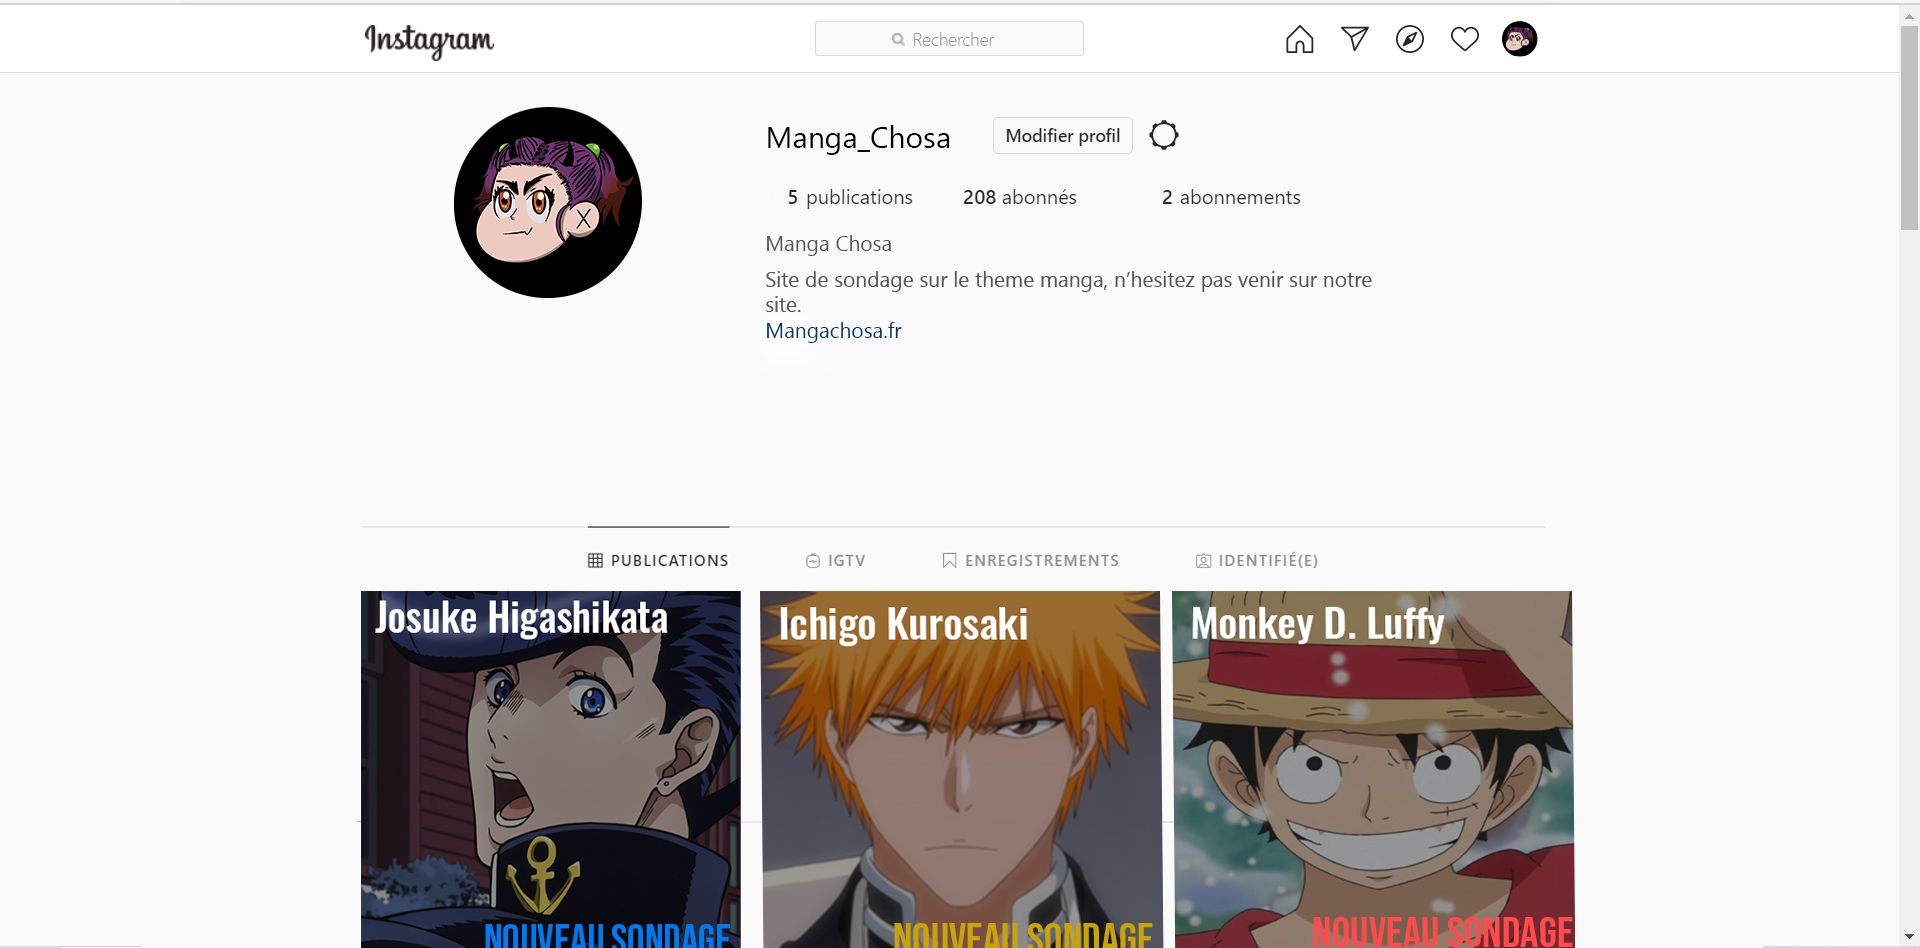 Instagram
Rechercher
Manga_Chosa
Modifier profil
5 publications
208 abonnés
2 abonnements
Manga Chosa
Site de sondage sur le theme manga, n’hesitez pas venir sur notre
site.
Mangachosa.fr
PUBLICATIONS
IGTV
ENREGISTREMENTS
IDENTIFIÉ(E)
Josuke Higashikata
Ichigo Kurosaki
Monkey D. Luffy
NOUVEAU SONDAGE
NOUVEAU SONDAGE
NOUVEAU SONDAGE